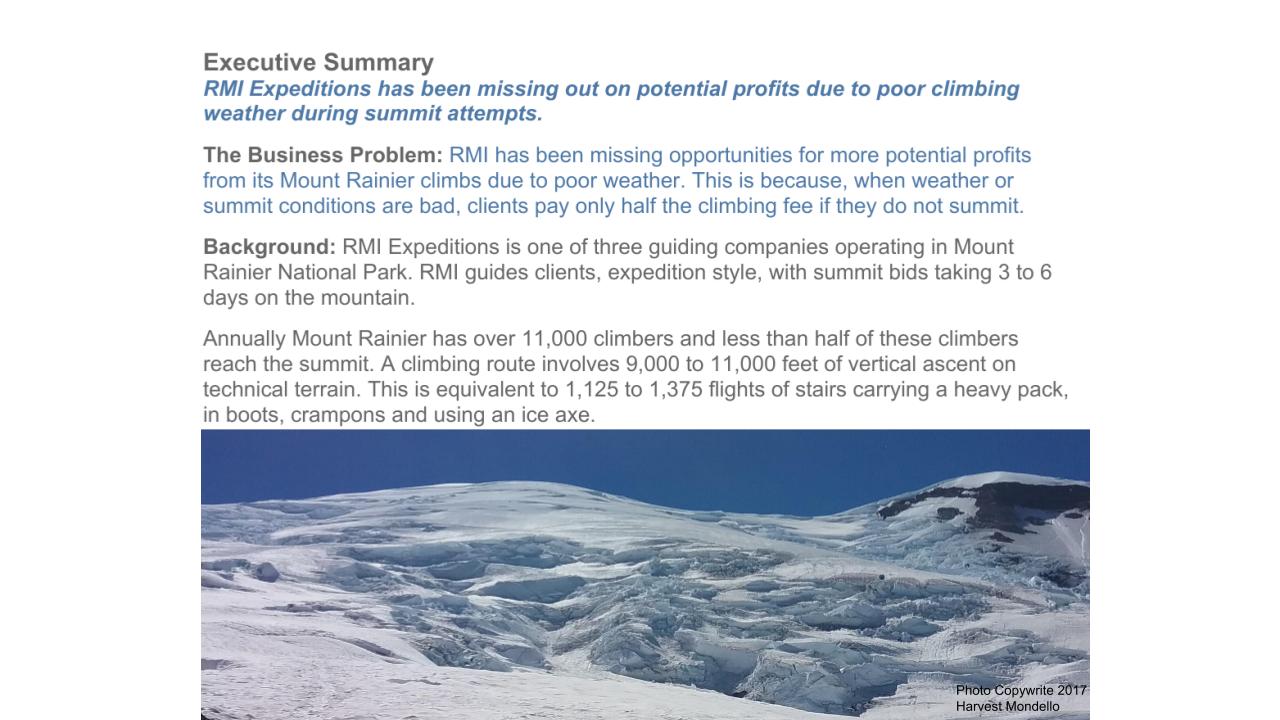 Executive Summary
RMI Expeditions has been missing out on potential profits due to poor climbing
weather during summit attempts.
The Business Problem: RMI has been missing opportunities for more potential profits
from its Mount Rainier climbs due to poor weather. This is because, when weather or
summit conditions are bad, clients pay only half the climbing fee if they do not summit.
Background: RMI Expeditions is one of three guiding companies operating in Mount
Rainier National Park. RMI guides clients, expedition style, with summit bids taking 3 to 6
days on the mountain.
Annually Mount Rainier has over 11,000 climbers and less than half of these climbers
reach the summit. A climbing route involves 9,000 to 11,000 feet of vertical ascent on
technical terrain. This is equivalent to 1,125 to 1,375 flights of stairs carrying a heavy pack,
in boots, crampons and using an ice axe.
Photo Copywrite 2017
Harvest Mondello